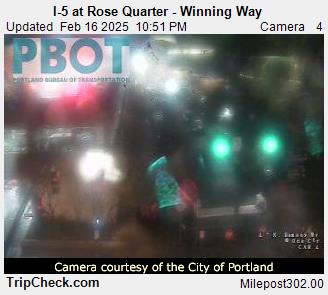 I-5 at Rose Quarter - Winning Way
Updated Feb 16 2025 10:51 PM Camera 4
PBOT
PORTLAND BUREAU OF TRANSPORTATION
Camera courtesy of the City of Portland
TripCheck.com Milepost302.00